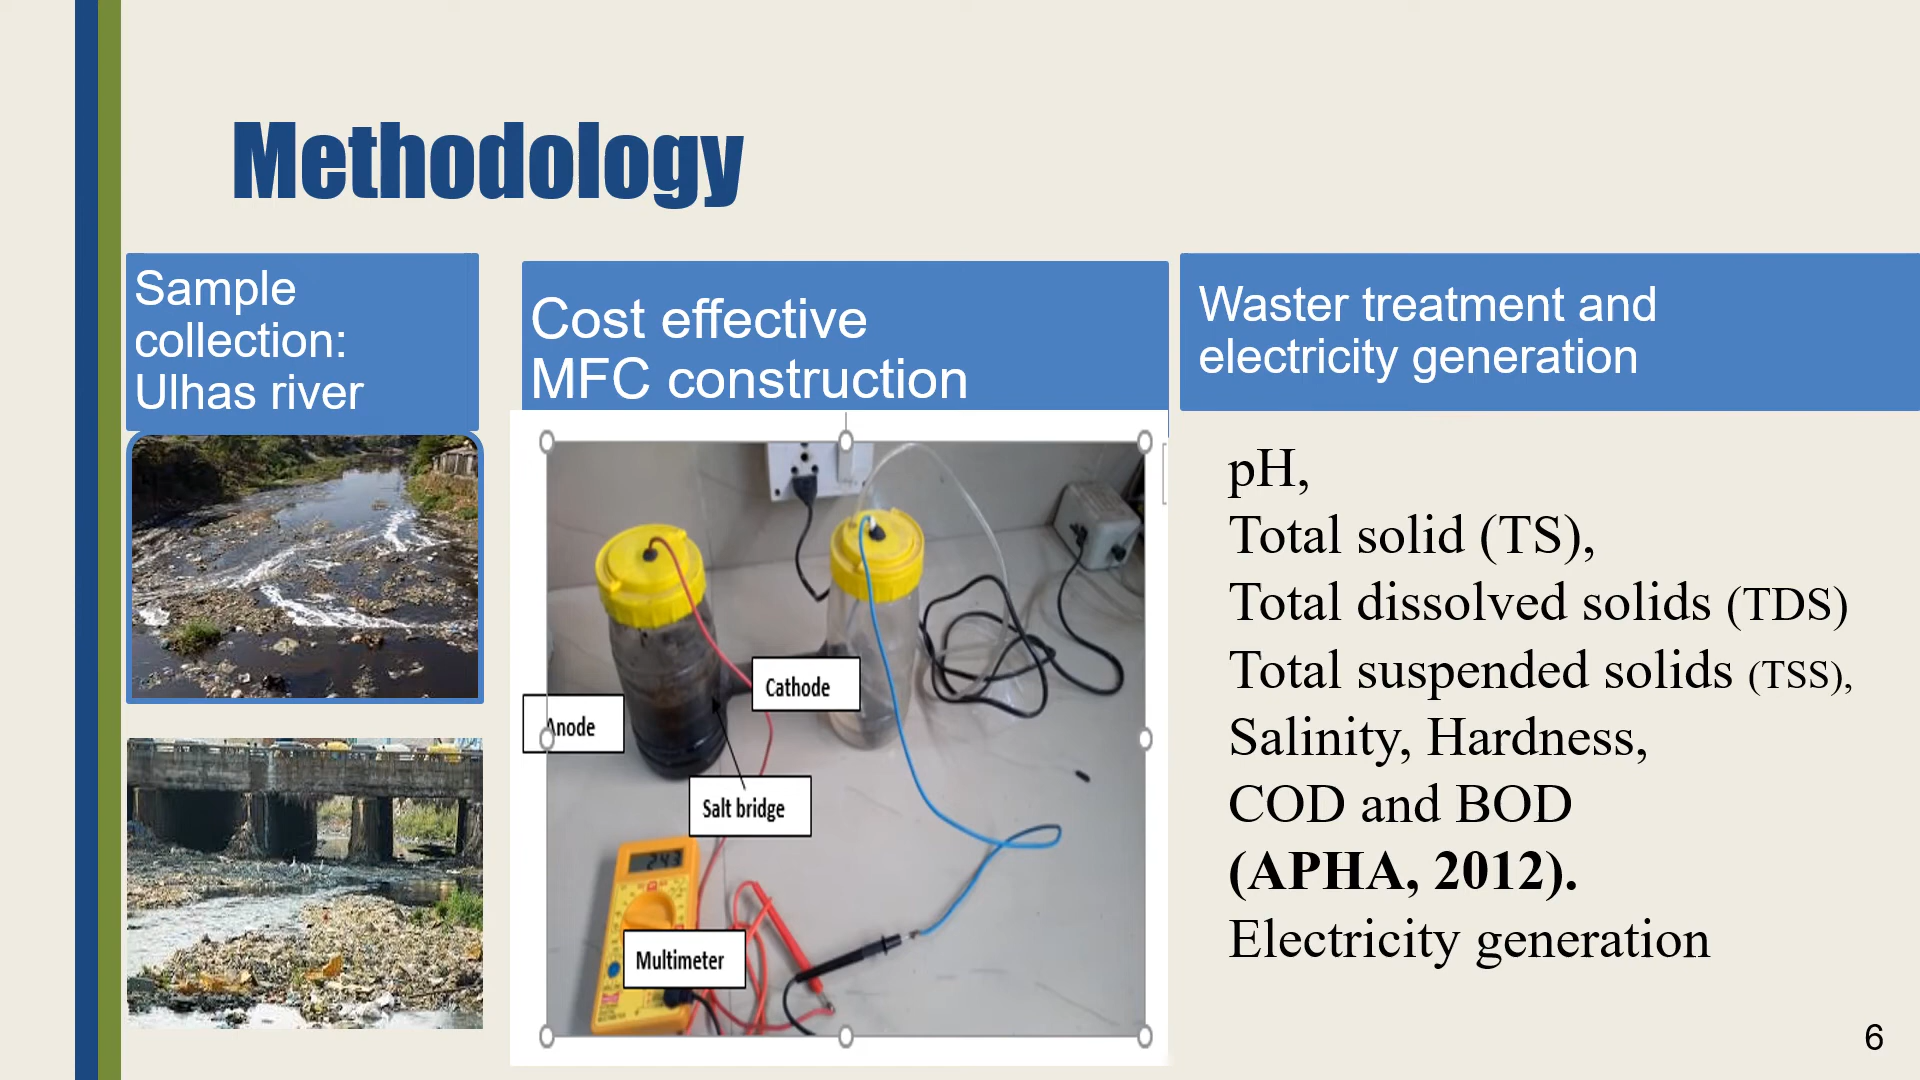 Methodology
Sample
collection:
Ulhas river
Cost effective
MFC construction
Anode
Cathode
Salt bridge
243
Multimeter
Waster treatment and
electricity generation
pH,
Total solid (TS),
Total dissolved solids (TDS)
Total suspended solids (TSS),
Salinity, Hardness,
COD and BOD
(APHA, 2012).
Electricity generation
6